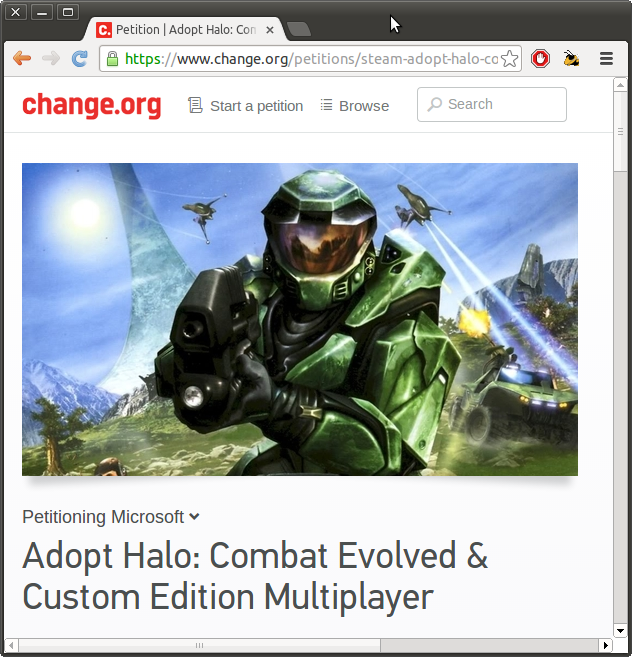 Petition | Adopt Halo: Com
https://www.change.org/petitions/steam-adopt-halo-co
change.org
Start a petition
Browse
Search
Petitioning Microsoft
Adopt Halo: Combat Evolved &
Custom Edition Multiplayer